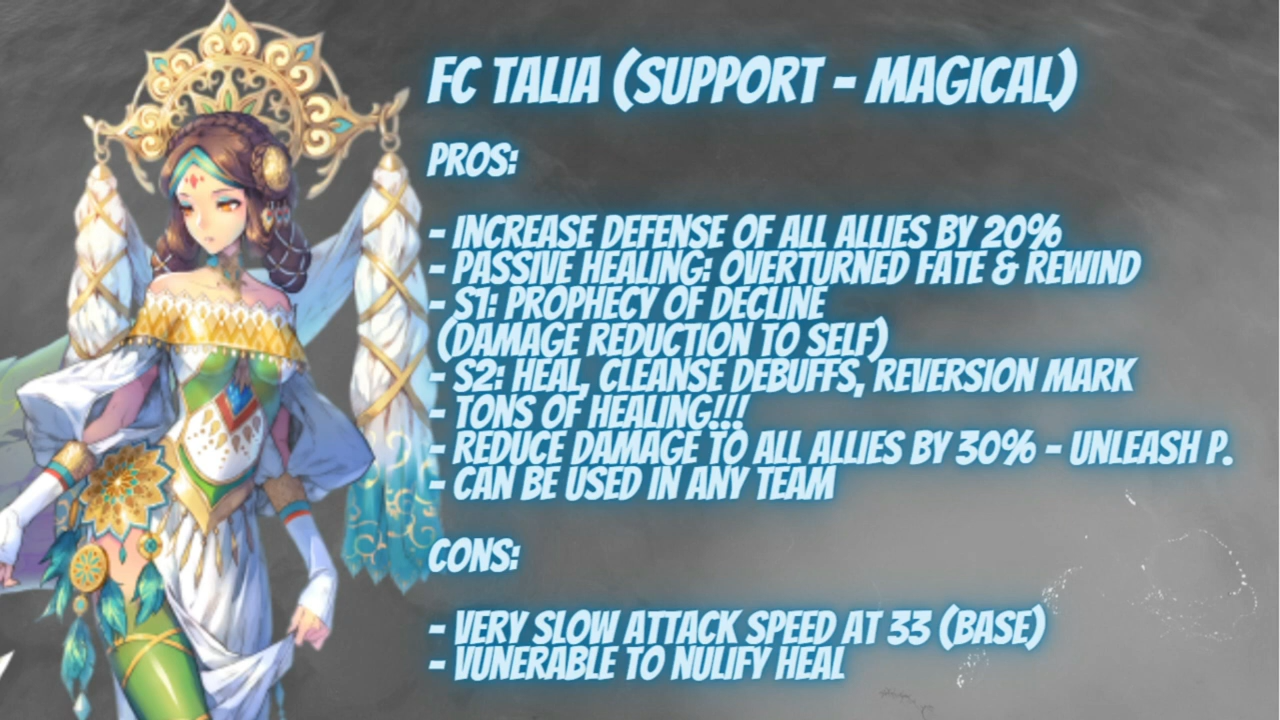 FC TALIA (SUPPORT - MAGICAL)
PROS:
- INCREASE DEFENSE OF ALL ALLIES BY 20%
- PASSIVE HEALING: OVERTURNED FATE & REWIND
- S1: PROPHECY OF DECLINE
(DAMAGE REDUCTION TO SELF)
- S2: HEAL, CLEANSE DEBUFFS, REVERSION MARK
- TONS OF HEALING!!!
- REDUCE DAMAGE TO ALL ALLIES BY 30% - UNLEASH P.
- CAN BE USED IN ANY TEAM
CONS:
- VERY SLOW ATTACK SPEED AT 33 (BASE)
- VUNERABLE TO NULIFY HEAL